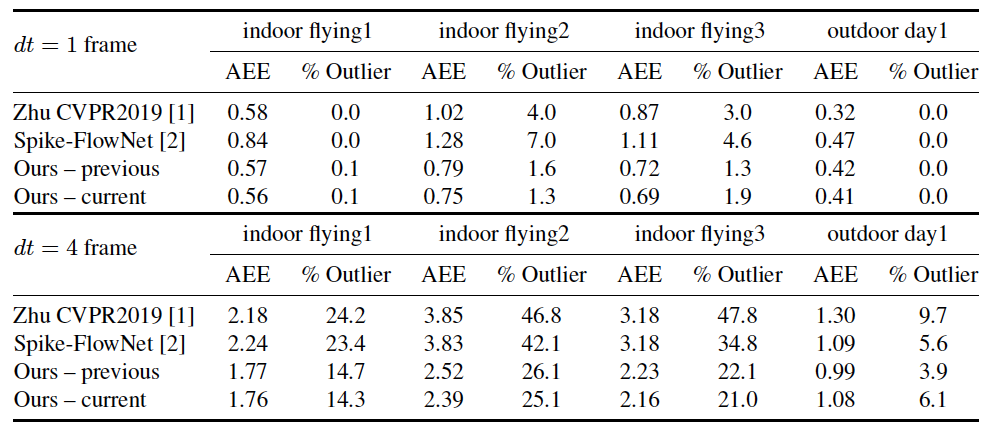 dt = 1 frame indoor flying1 indoor flying2 indoor flying3 outdoor day1
AEE % Outlier AEE % Outlier AEE % Outlier AEE % Outlier
Zhu CVPR2019 [1] 0.58 0.0 1.02 4.0 0.87 3.0 0.32 0.0
Spike-FlowNet [2] 0.84 0.0 1.28 7.0 1.11 4.6 0.47 0.0
Ours – previous 0.57 0.1 0.79 1.6 0.72 1.3 0.42 0.0
Ours – current 0.56 0.1 0.75 1.3 0.69 1.9 0.41 0.0
dt = 4 frame indoor flying1 indoor flying2 indoor flying3 outdoor day1
AEE % Outlier AEE % Outlier AEE % Outlier AEE % Outlier
Zhu CVPR2019 [1] 2.18 24.2 3.85 46.8 3.18 47.8 1.30 9.7
Spike-FlowNet [2] 2.24 23.4 3.83 42.1 3.18 34.8 1.09 5.6
Ours – previous 1.77 14.7 2.52 26.1 2.23 22.1 0.99 3.9
Ours – current 1.76 14.3 2.39 25.1 2.16 21.0 1.08 6.1